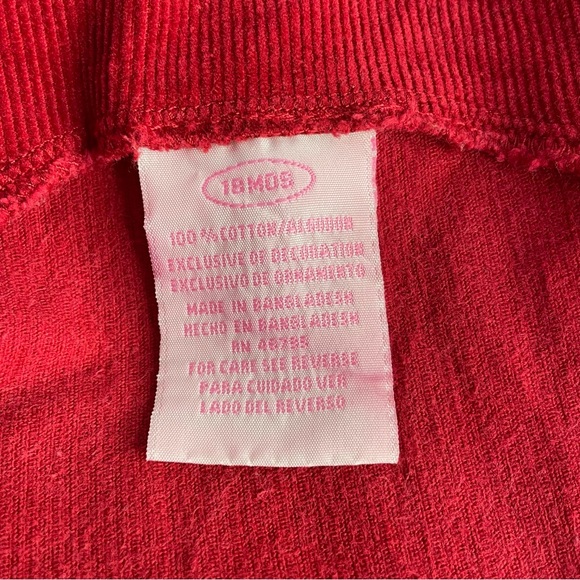 18MOS
100%COTTON/ALGODON
EXCLUSIVE OF DECORATION
EXCLUSIVO DE ORNAMENTO
MADE IN BANGLADESH
HECHO EN BANGLADESH
RN 48799
FOR CARE SEE REVERSE
PARA CUIDADO VER
LADO DEL REVERSO